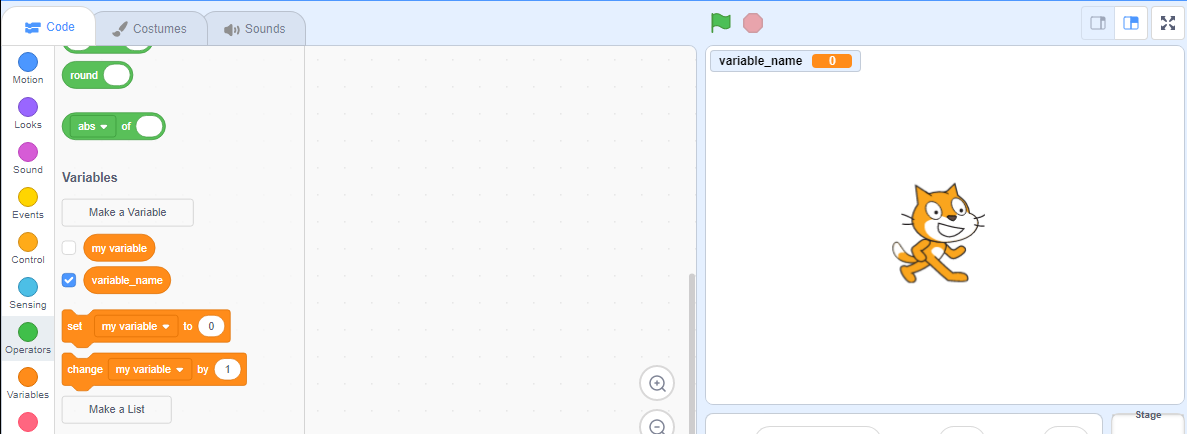 Code
Costumes
Sounds
Motion
Looks
Sound
Events
Control
Sensing
Operators
Variables
round
abs of
Variables
Make a Variable
my variable
variable_name
set my variable to 0
change my variable by 1
Make a List
variable_name 0
Stage